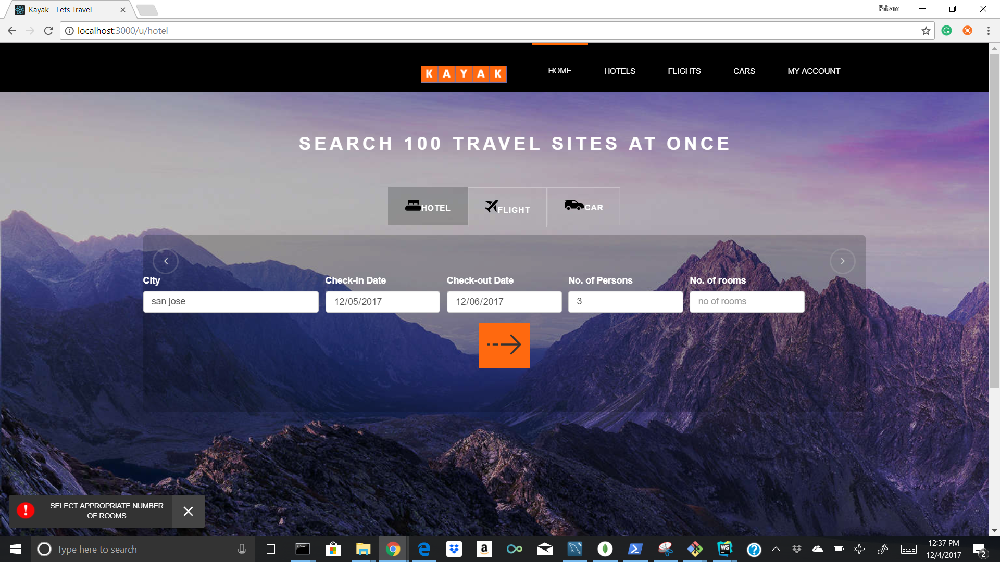 Kayak - Lets Travel
Pritam
localhost:3000/u/hotel
KAYAK
HOME
HOTELS
FLIGHTS
CARS
MY ACCOUNT
SEARCH 100 TRAVEL SITES AT ONCE
HOTEL
FLIGHT
CAR
City
Check-in Date
Check-out Date
No. of Persons
No. of rooms
san jose
12/05/2017
12/06/2017
3
no of rooms
SELECT APPROPRIATE NUMBER
OF ROOMS
Type here to search
12:37 PM
12/4/2017
2